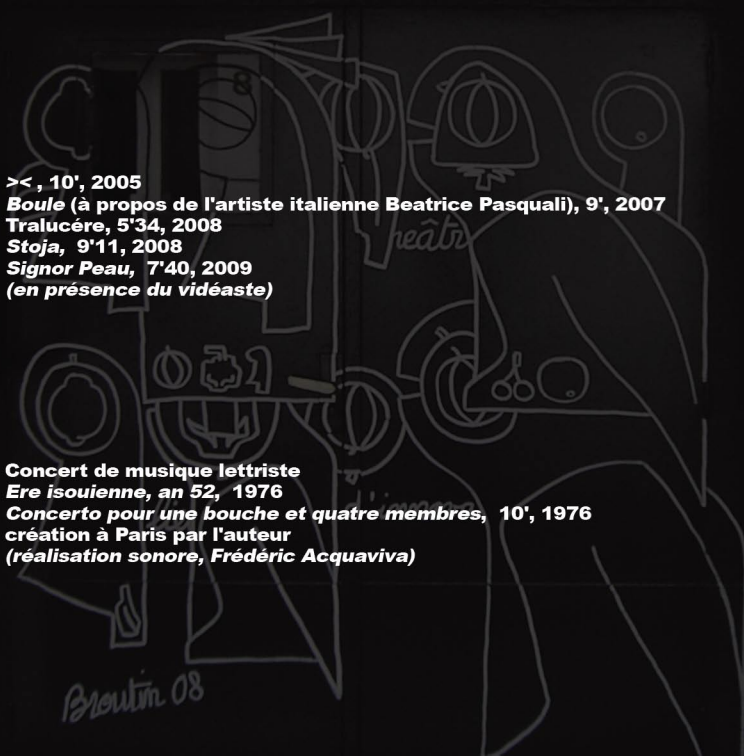 8
>< , 10', 2005
Boule (à propos de l'artiste italienne Beatrice Pasquali), 9', 2007
Tralucére, 5'34, 2008
heâtr
Stoja, 9'11, 2008
Signor Peau, 7'40, 2009
(en présence du vidéaste)
Concert de musique lettriste
Ere isouienne, an 52, 1976
Concerto pour une bouche et quatre membres, 10', 1976
création à Paris par l'auteur
(réalisation sonore, Frédéric Acquaviva)
Broutin 08